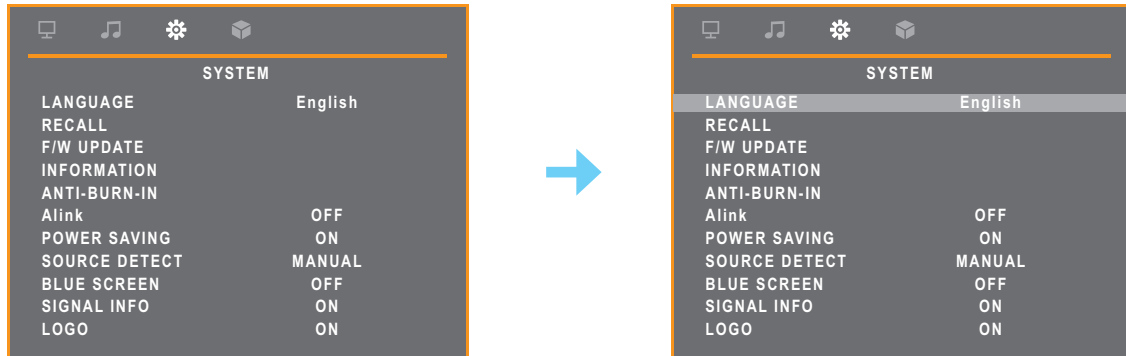 SYSTEM
LANGUAGE English
RECALL
F/W UPDATE
INFORMATION
ANTI-BURN-IN
Alink OFF
POWER SAVING ON
SOURCE DETECT MANUAL
BLUE SCREEN OFF
SIGNAL INFO ON
LOGO ON
SYSTEM
LANGUAGE English
RECALL
F/W UPDATE
INFORMATION
ANTI-BURN-IN
Alink OFF
POWER SAVING ON
SOURCE DETECT MANUAL
BLUE SCREEN OFF
SIGNAL INFO ON
LOGO ON